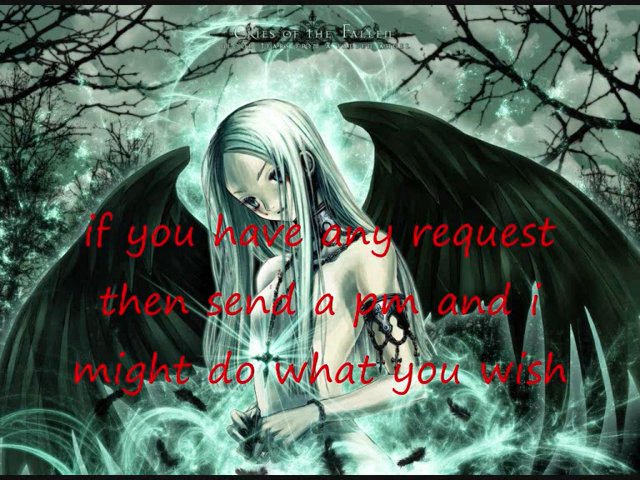 Cries of the Fallen
if you have any request
then send a pm and i
might do what you wish